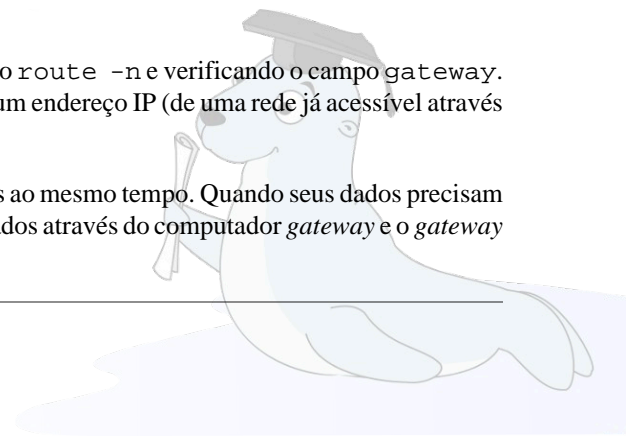 o route -n e verificando o campo gateway.
um endereço IP (de uma rede já acessível através
s ao mesmo tempo. Quando seus dados precisam
ados através do computador gateway e o gateway